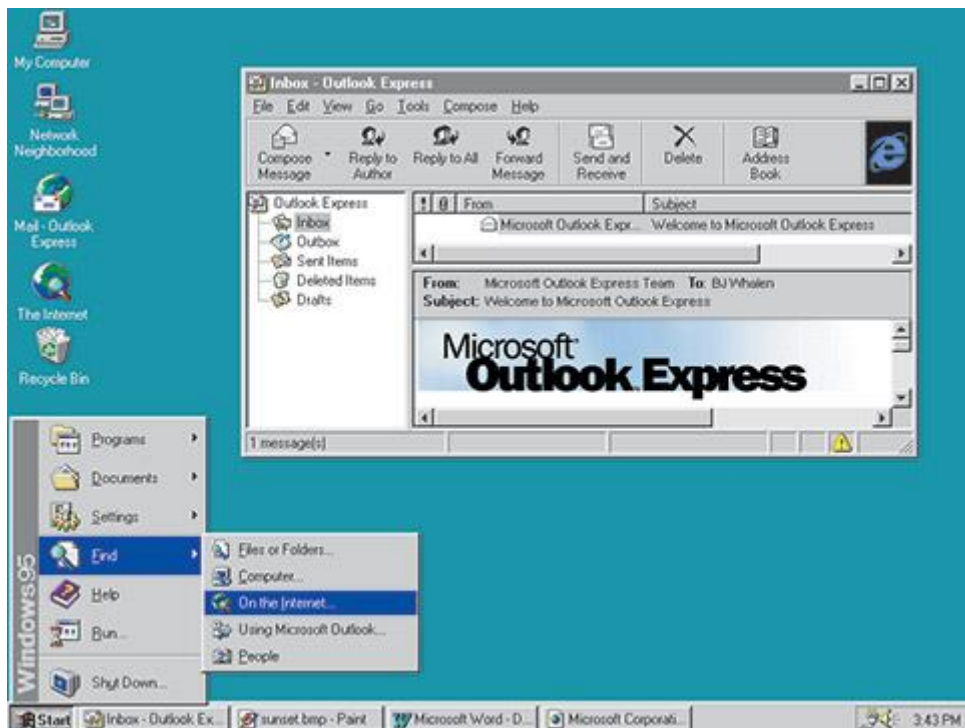 My Computer
Network
Neighborhood
Mail - Outlook
Express
The Internet
Recycle Bin
Inbox - Outlook Express
File Edit View Go Tools Compose Help
Compose
Message
Reply to
Author
Reply to All
Forward
Message
Send and
Receive
Delete
Address
Book
Outlook Express
Inbox
Outbox
Sent Items
Deleted Items
Drafts
! From Subject
Microsoft Outlook Expr... Welcome to Microsoft Outlook Express
From: Microsoft Outlook Express Team To: BJ Whalen
Subject: Welcome to Microsoft Outlook Express
Microsoft
Outlook Express
1 message(s)
Windows95
Programs
Documents
Settings
Find
Help
Run...
Shut Down...
Files or Folders...
Computer...
On the Internet...
Using Microsoft Outlook...
People
Start
Inbox - Outlook Ex...
sunset.bmp - Paint
Microsoft Word - D...
Microsoft Corporati...
3:43 PM